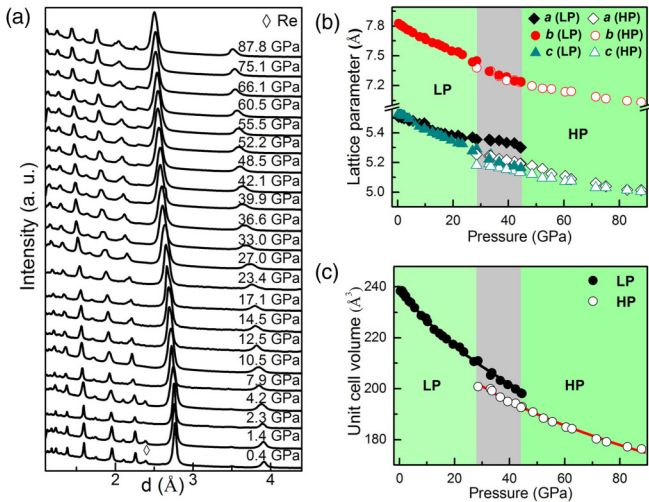 (a)
◊ Re
87.8 GPa
75.1 GPa
66.1 GPa
60.5 GPa
55.5 GPa
52.2 GPa
48.5 GPa
42.1 GPa
39.9 GPa
36.6 GPa
33.0 GPa
27.0 GPa
23.4 GPa
17.1 GPa
14.5 GPa
12.5 GPa
10.5 GPa
7.9 GPa
4.2 GPa
2.3 GPa
1.4 GPa
0.4 GPa
◊
Intensity (a. u.)
2 4
d (Å)
(b)
a (LP) a (HP)
b (LP) b (HP)
c (LP) c (HP)
LP
HP
7.8
7.5
7.2
5.4
5.2
5.0
Lattice parameter (Å)
0 20 40 60 80
Pressure (GPa)
(c)
LP
HP
LP
HP
240
220
200
180
Unit cell volume (Å³)
0 20 40 60 80
Pressure (GPa)